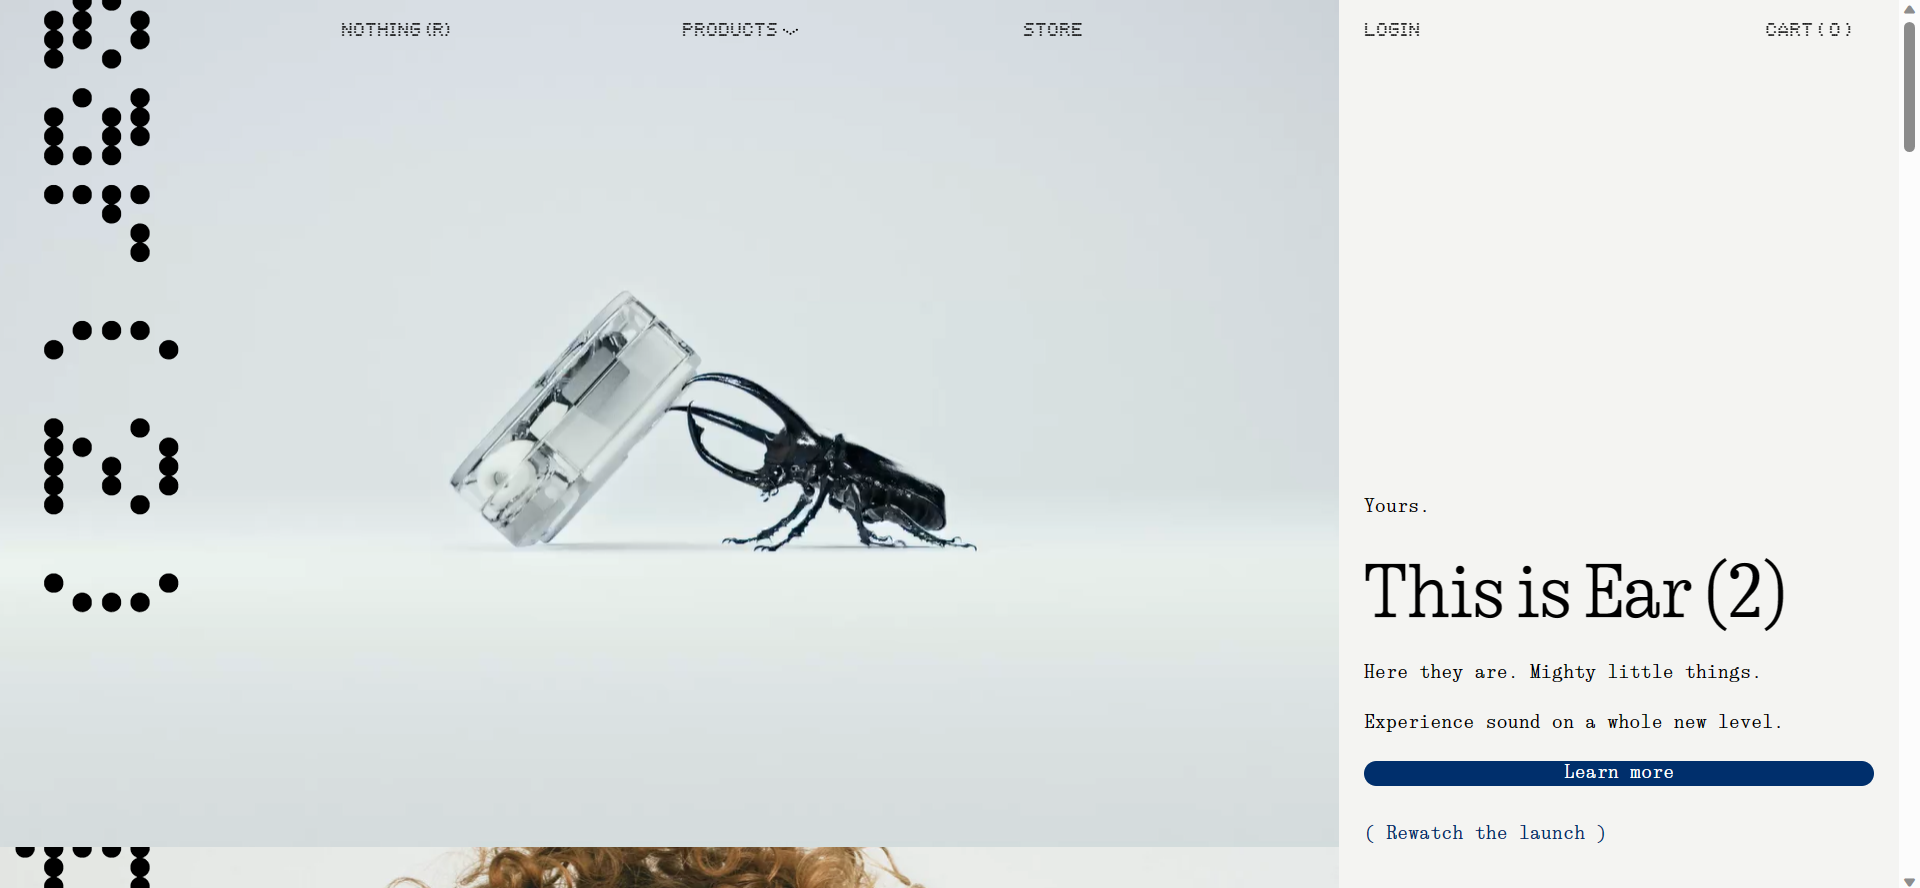 NOTHING(R)
PRODUCTS
STORE
LOGIN
CART(0)
Yours.
This is Ear (2)
Here they are. Mighty little things.
Experience sound on a whole new level.
Learn more
( Rewatch the launch )